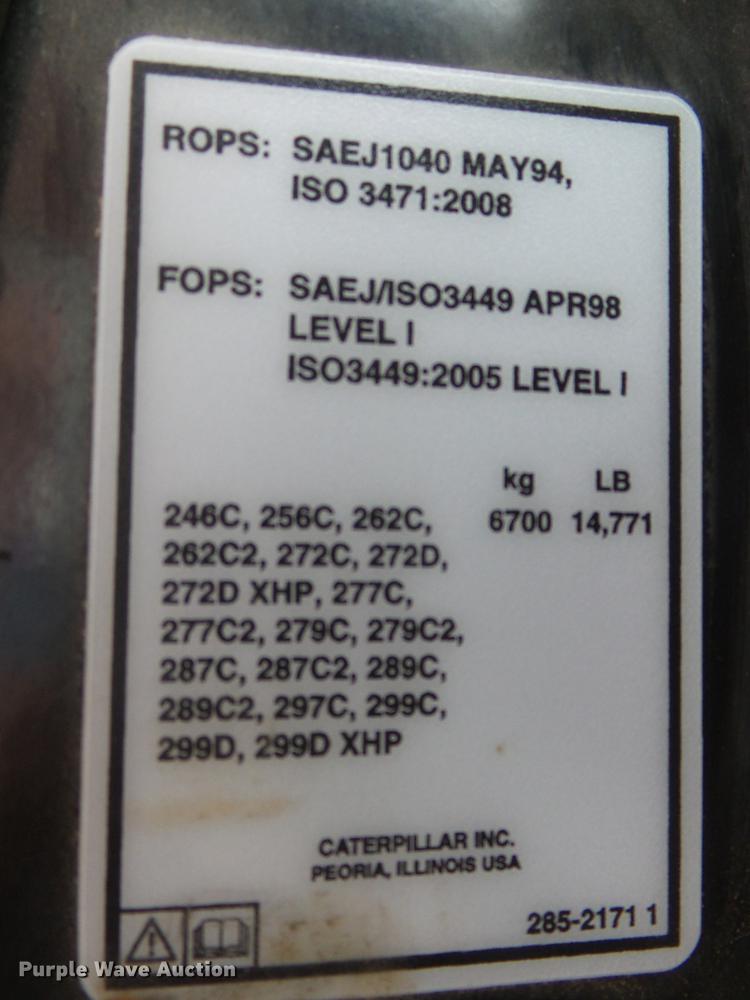 ROPS: SAEJ1040 MAY94,
ISO 3471:2008
FOPS: SAEJ/ISO3449 APR98
LEVEL I
ISO3449:2005 LEVEL I
kg LB
246C, 256C, 262C, 6700 14,771
262C2, 272C, 272D,
272D XHP, 277C,
277C2, 279C, 279C2,
287C, 287C2, 289C,
289C2, 297C, 299C,
299D, 299D XHP
CATERPILLAR INC.
PEORIA, ILLINOIS USA
285-2171 1
Purple Wave Auction